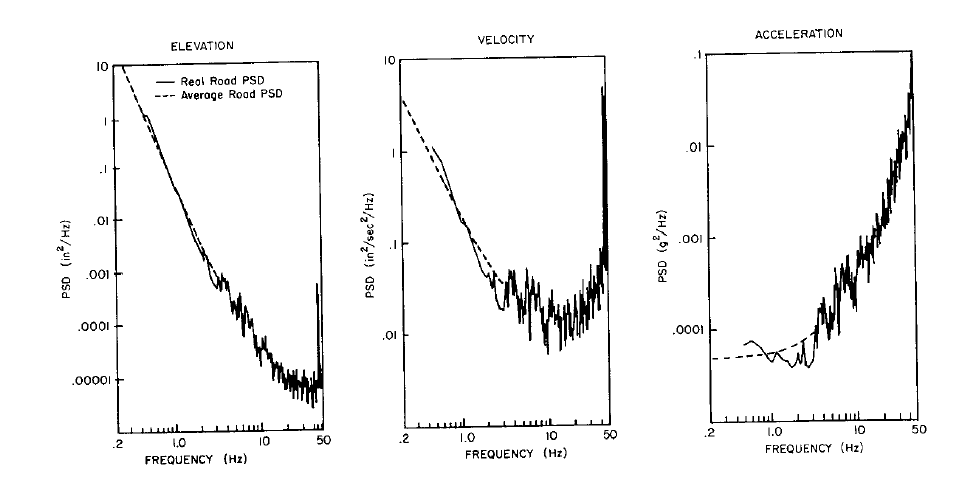 ELEVATION
10
1
.1
.01
.001
.0001
.00001
PSD (in²/Hz)
Real Road PSD
Average Road PSD
.2
1.0
10
50
FREQUENCY (Hz)
VELOCITY
10
1
.1
.01
PSD (in²/sec²/Hz)
.2
1.0
10
50
FREQUENCY (Hz)
ACCELERATION
.1
.01
.001
.0001
PSD (g²/Hz)
.2
1.0
10
50
FREQUENCY (Hz)